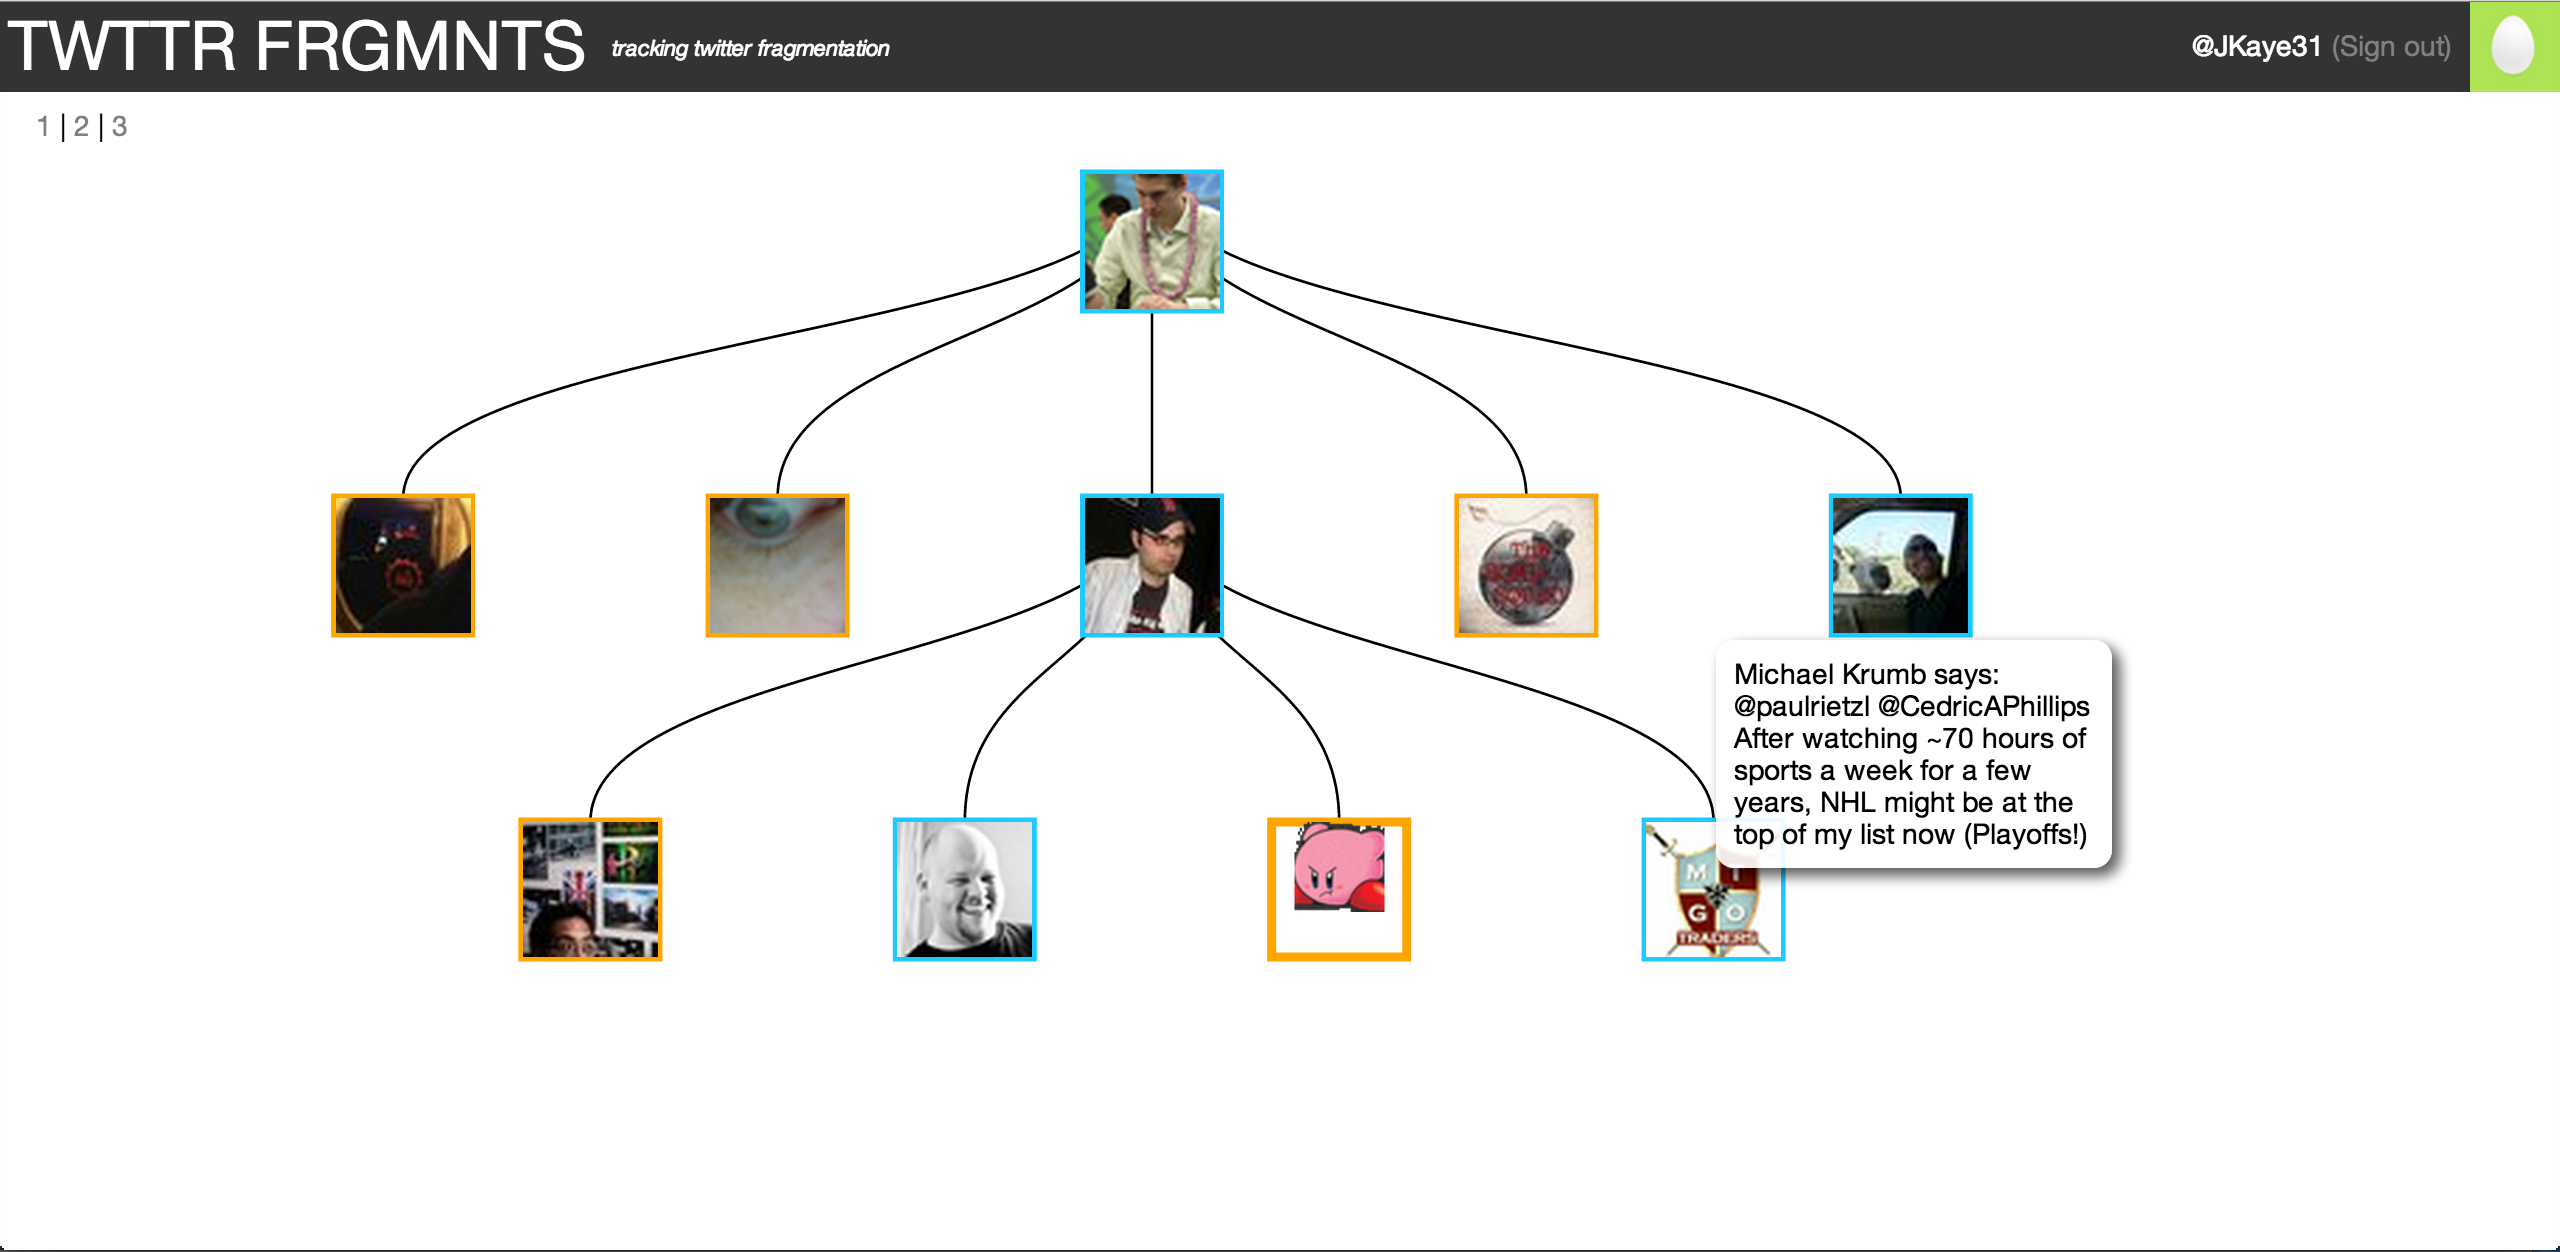 TWTTR FRGMNTS tracking twitter fragmentation @JKaye31 (Sign out)
1 | 2 | 3
Michael Krumb says:
@paulrietzl @CedricAPhillips
After watching ~70 hours of
sports a week for a few
years, NHL might be at the
top of my list now (Playoffs!)
M T
G O
TRADERS